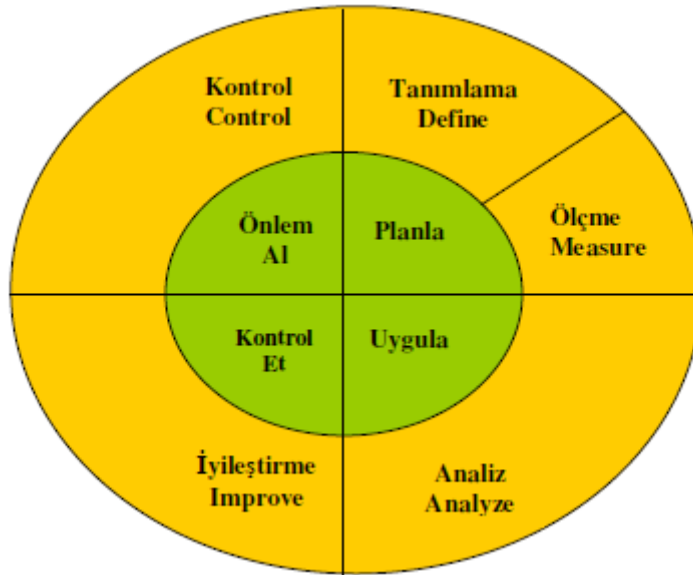 Kontrol
Control
Tanımlama
Define
Ölçme
Measure
Önlem
Al
Planla
Kontrol
Et
Uygula
İyileştirme
Improve
Analiz
Analyze